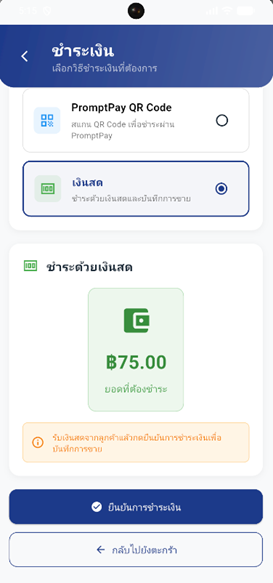 ชำระเงิน
เลือกวิธีชำระเงินที่ต้องการ
PromptPay QR Code
สแกน QR Code เพื่อชำระผ่าน
PromptPay
เงินสด
ชำระด้วยเงินสดและบันทึกการขาย
ชำระด้วยเงินสด
฿75.00
ยอดที่ต้องชำระ
รับเงินสดจากลูกค้าแล้วกดยืนยันการชำระเงินเพื่อ
บันทึกการขาย
ยืนยันการชำระเงิน
กลับไปยังตะกร้า